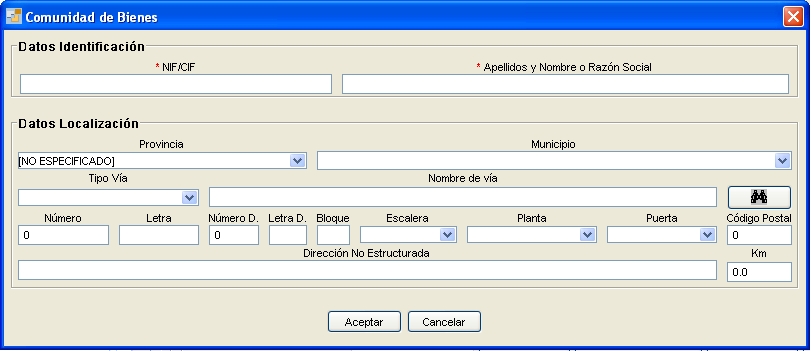 Comunidad de Bienes
Datos Identificación
* NIF/CIF * Apellidos y Nombre o Razón Social
Datos Localización
Provincia Municipio
[NO ESPECIFICADO]
Tipo Vía Nombre de vía
Número Letra Número D. Letra D. Bloque Escalera Planta Puerta Código Postal
0 0 0
Dirección No Estructurada Km
0.0
Aceptar Cancelar